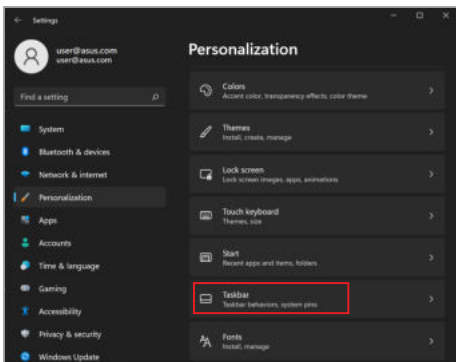 Settings
user@asus.com
user@asus.com
Find a setting
System
Bluetooth & devices
Network & internet
Personalization
Apps
Accounts
Time & language
Gaming
Accessibility
Privacy & security
Windows Update
Personalization
Colors
Accent color, transparency effects, color theme
Themes
Install, create, manage
Lock screen
Lock screen images, apps, animations
Touch keyboard
Themes, size
Start
Recent apps and items, folders
Taskbar
Taskbar behaviors, system pins
Fonts
Install, manage